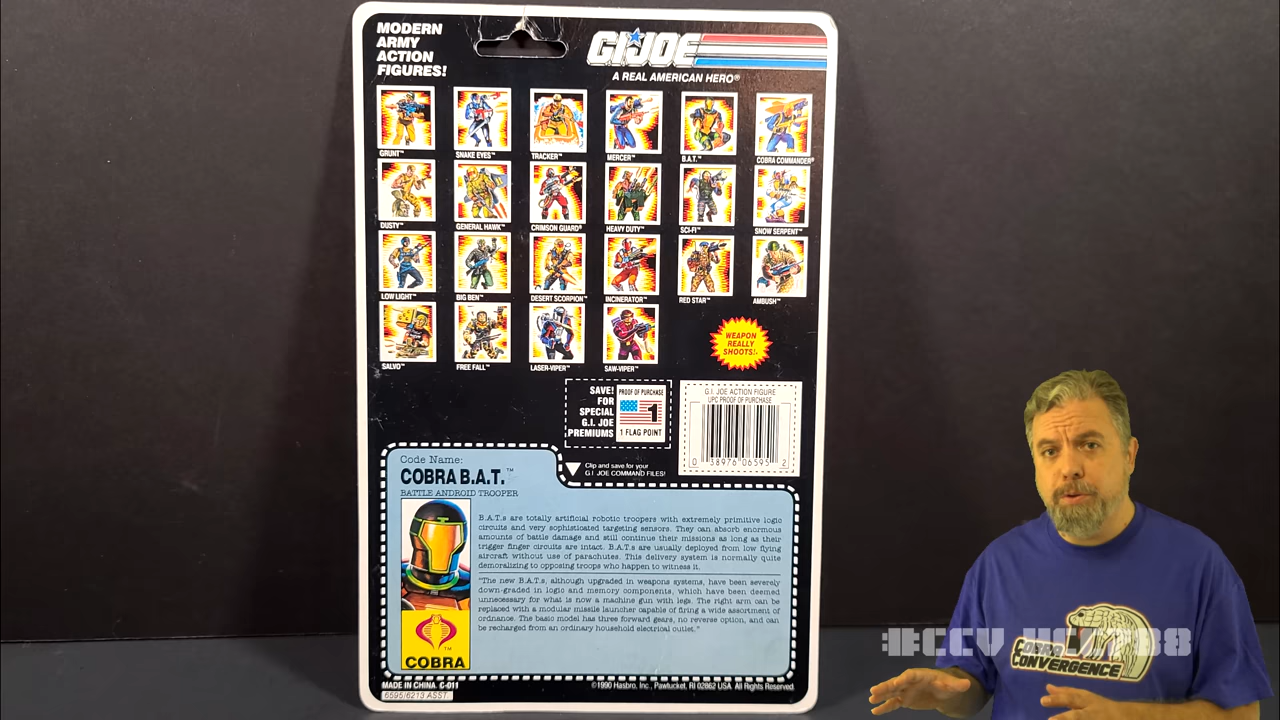 MODERN
ARMY
ACTION
FIGURES!
G.I.JOE
A REAL AMERICAN HERO®
GRUNT™ SNAKE EYES™ TRACKER™ MERCER™ B.A.T.™ COBRA COMMANDER®
DUSTY™ GENERAL HAWK™ CRIMSON GUARD® HEAVY DUTY™ SCI-FI™ SNOW SERPENT™
LOW LIGHT™ BIG BEN™ DESERT SCORPION™ INCINERATOR™ RED STAR™ AMBUSH™
SALVO™ FREE FALL™ LASER-VIPER™ SAW-VIPER™
WEAPON
REALLY
SHOOTS!
SAVE!
FOR
SPECIAL
G.I. JOE
PREMIUMS
PROOF OF PURCHASE
1
1 FLAG POINT
G.I. JOE ACTION FIGURE
UPC PROOF OF PURCHASE
0 38976 06595 2
Clip and save for your
G.I. JOE COMMAND FILES!
Code Name:
COBRA B.A.T.™
BATTLE ANDROID TROOPER
B.A.T.s are totally artificial robotic troopers with extremely primitive logic
circuits and very sophisticated targeting sensors. They can absorb enormous
amounts of battle damage and still continue their missions as long as their
trigger finger circuits are intact. B.A.T.s are usually deployed from low flying
aircraft without use of parachutes. This delivery system is normally quite
demoralizing to opposing troops who happen to witness it.
"The new B.A.T.s, although upgraded in weapons systems, have been severely
down-graded in logic and memory components, which have been deemed
unnecessary for what is now a machine gun with legs. The right arm can be
replaced with a modular missile launcher capable of firing a wide assortment of
ordnance. The basic model has three forward gears, no reverse option, and can
be recharged from an ordinary household electrical outlet."
™
COBRA
MADE IN CHINA. C-011
6595/6213 ASST.
©1990 Hasbro, Inc., Pawtucket, RI 02862 USA. All Rights Reserved.
#CCV HCC788
COBRA
CONVERGENCE